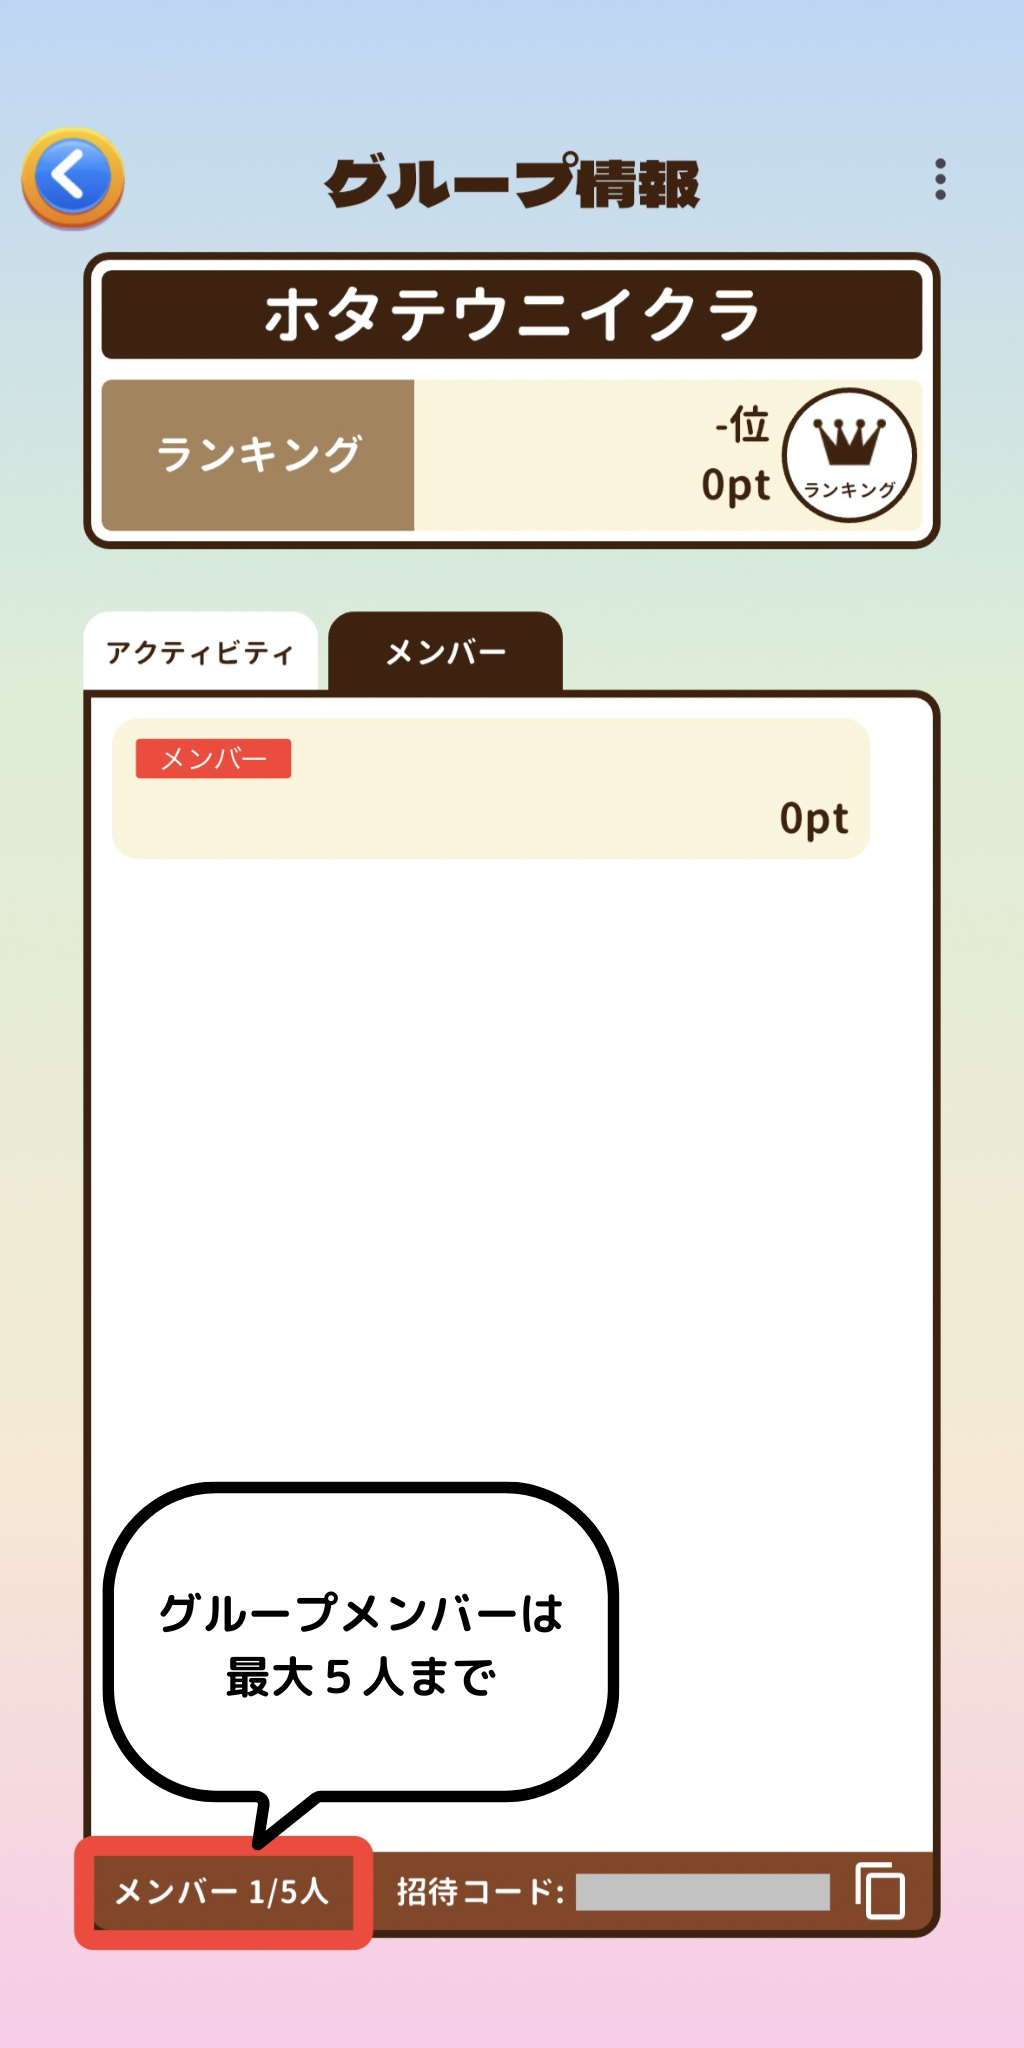 グループ情報
ホタテウニイクラ
ランキング
-位
0pt
ランキング
アクティビティ
メンバー
メンバー
0pt
グループメンバーは
最大5人まで
メンバー 1/5人
招待コード: